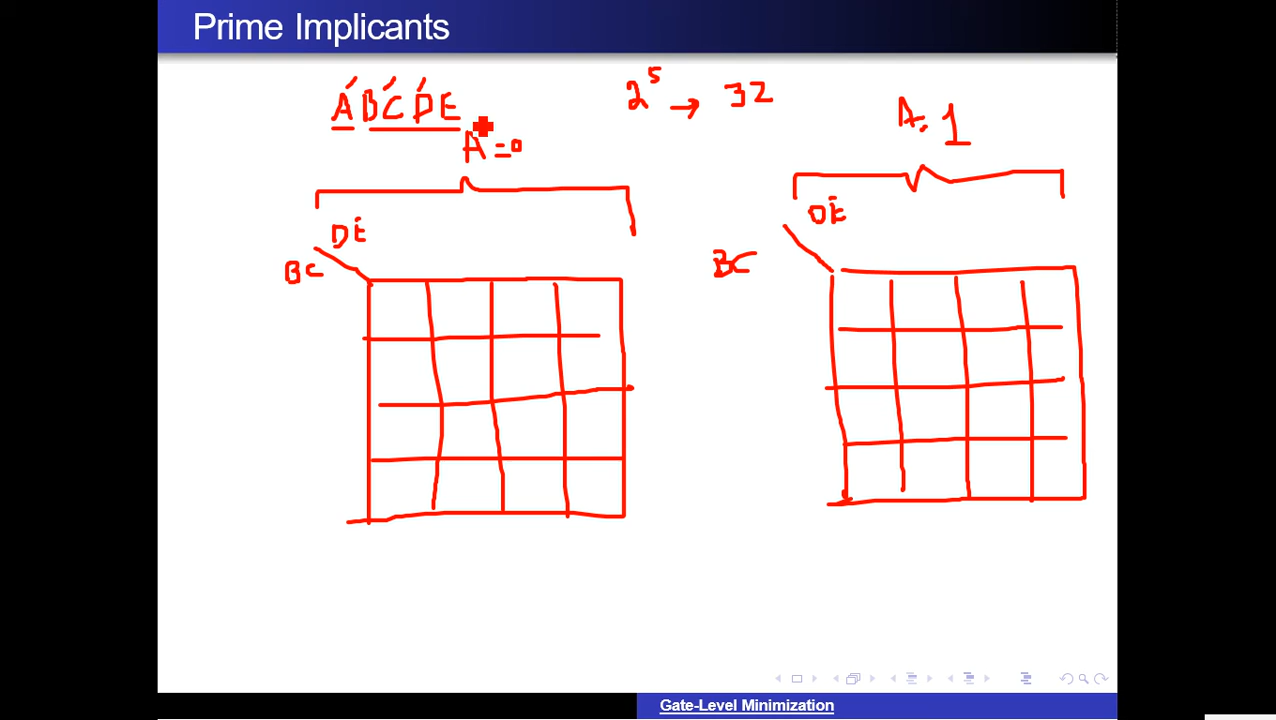 Prime Implicants
ABCDE
2^5 → 32
A=0
A=1
DE
BC
DE
BC
Gate-Level Minimization